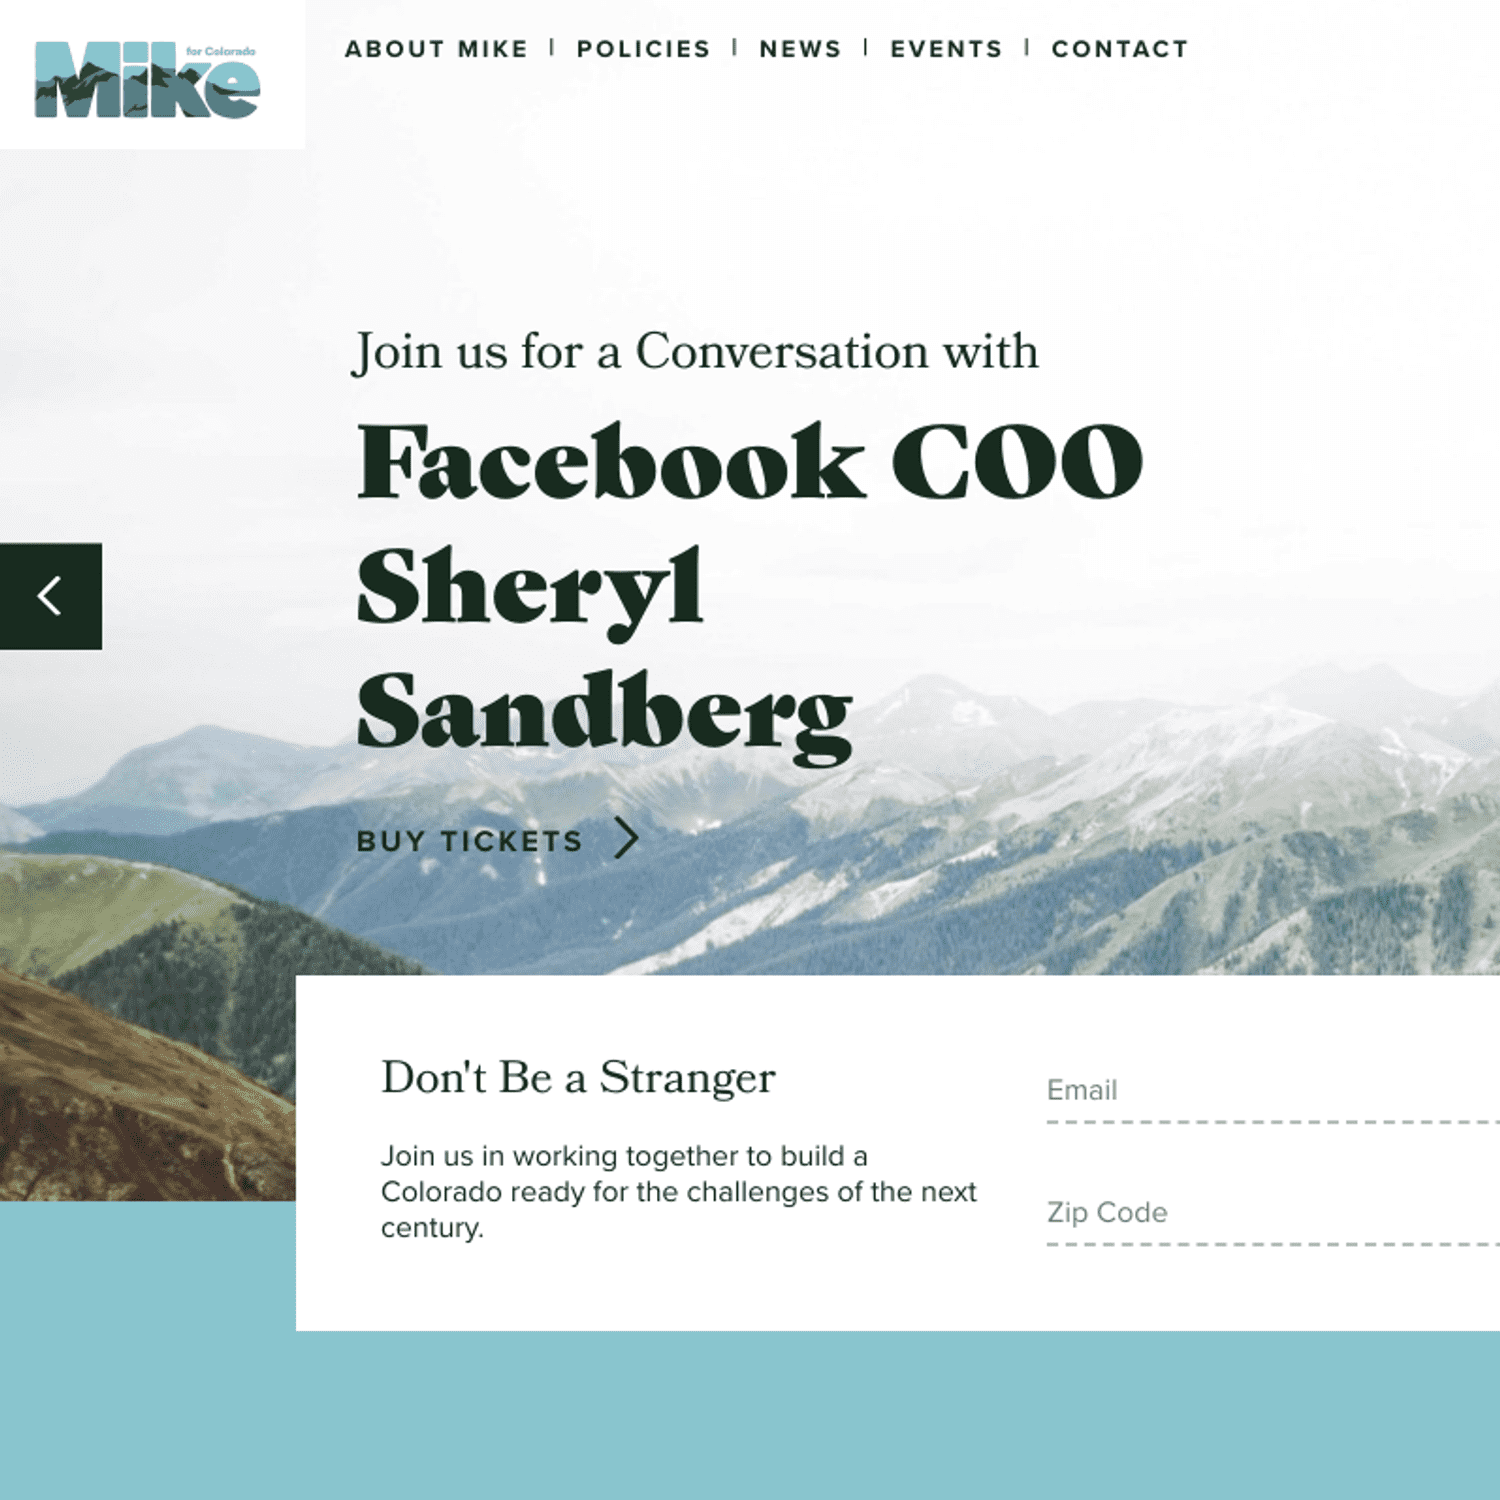 Mike for Colorado
ABOUT MIKE | POLICIES | NEWS | EVENTS | CONTACT
Join us for a Conversation with
Facebook COO
Sheryl
Sandberg
BUY TICKETS
Don't Be a Stranger
Join us in working together to build a
Colorado ready for the challenges of the next
century.
Email
Zip Code